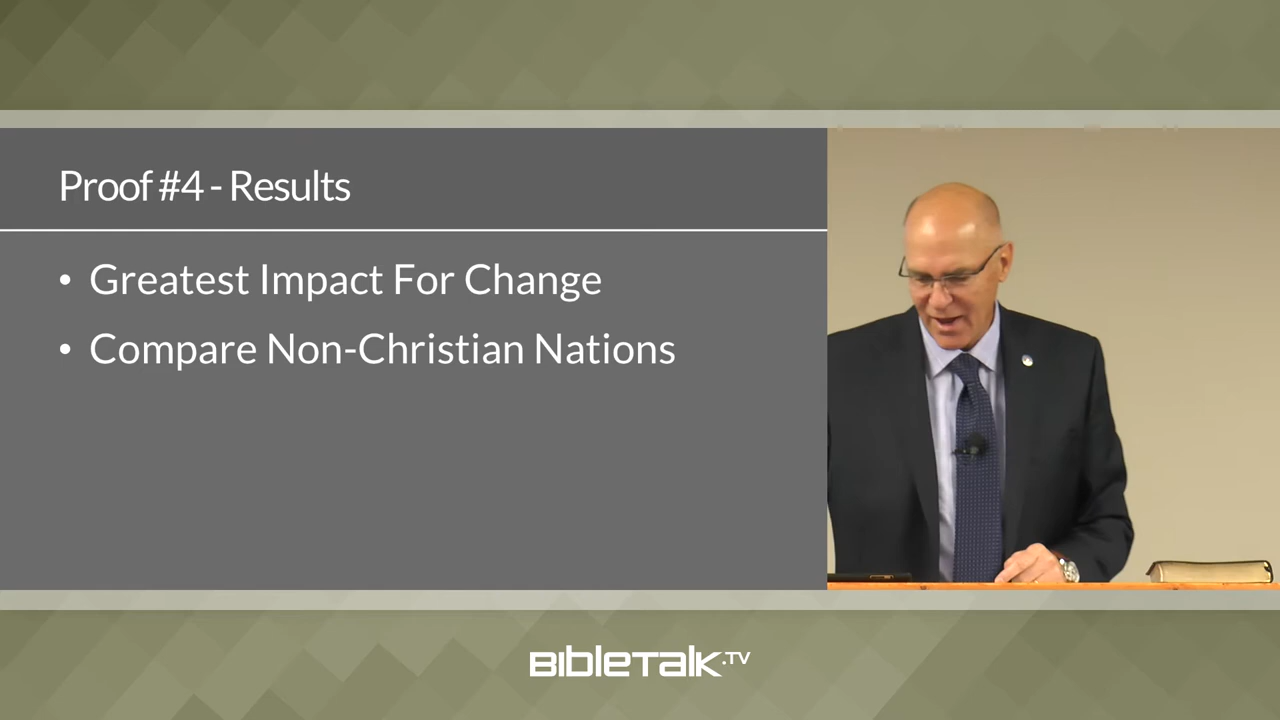 Proof #4 - Results
• Greatest Impact For Change
• Compare Non-Christian Nations
BibleTalk.TV